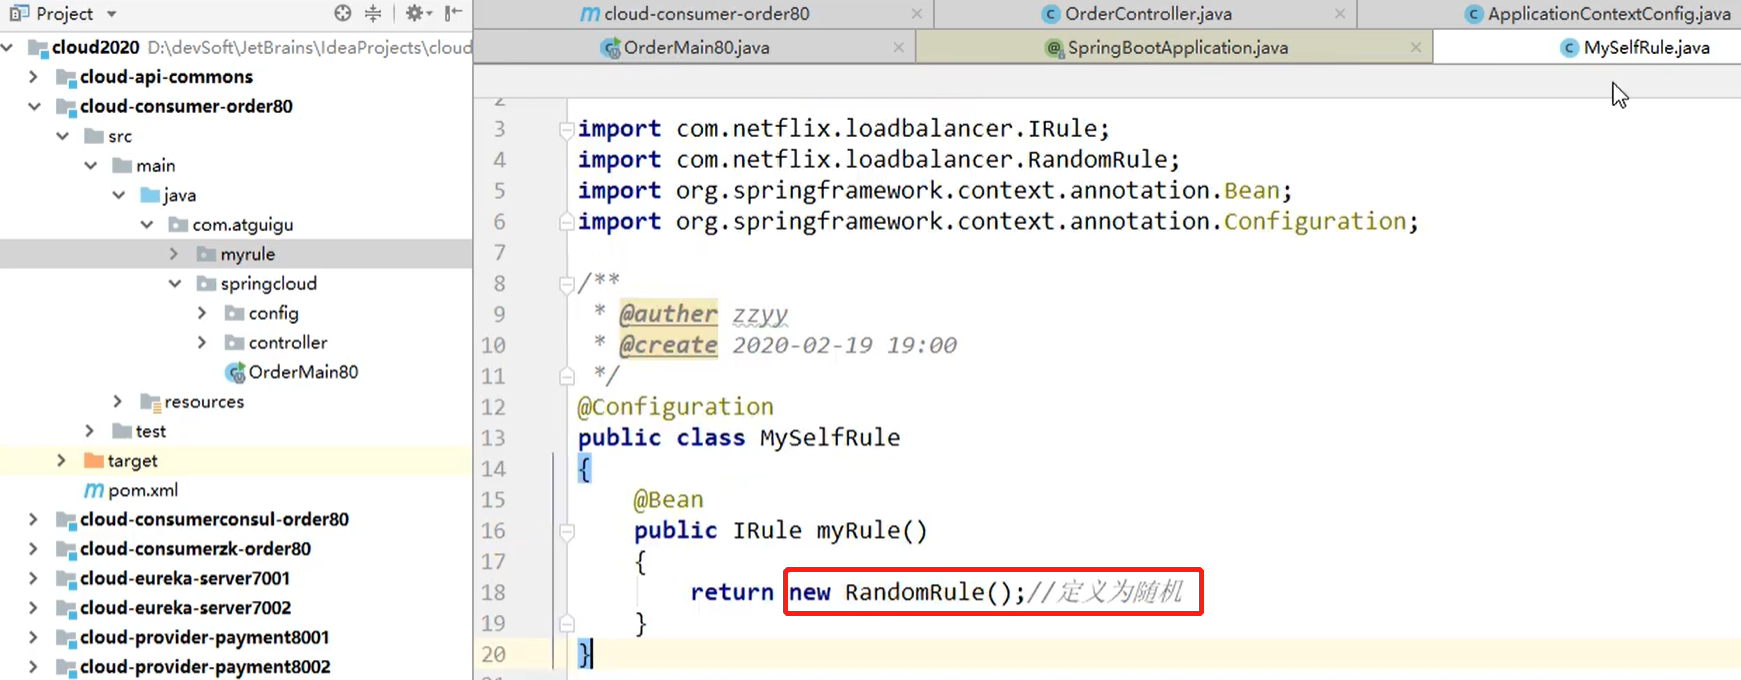 Project
cloud2020 D:\devSoft\JetBrains\IdeaProjects\cloud
cloud-api-commons
cloud-consumer-order80
src
main
java
com.atguigu
myrule
springcloud
config
controller
OrderMain80
resources
test
target
pom.xml
cloud-consumerconsul-order80
cloud-consumerzk-order80
cloud-eureka-server7001
cloud-eureka-server7002
cloud-provider-payment8001
cloud-provider-payment8002
cloud-consumer-order80
OrderController.java
ApplicationContextConfig.java
OrderMain80.java
SpringBootApplication.java
MySelfRule.java
2
3 import com.netflix.loadbalancer.IRule;
4 import com.netflix.loadbalancer.RandomRule;
5 import org.springframework.context.annotation.Bean;
6 import org.springframework.context.annotation.Configuration;
7
8 /**
9 * @auther zzyy
10 * @create 2020-02-19 19:00
11 */
12 @Configuration
13 public class MySelfRule
14 {
15 @Bean
16 public IRule myRule()
17 {
18 return new RandomRule();//定义为随机
19 }
20 }